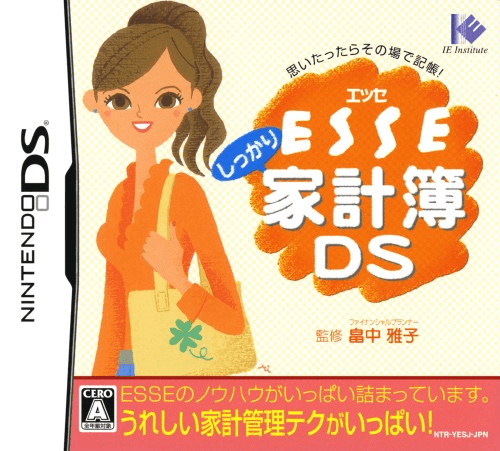 IE Institute
思いたったらその場で記帳!
エッセ
ESSE
しっかり
家計簿
DS
ファイナンシャルプランナー
監修 畠中 雅子
NINTENDO DS
CERO
A
全年齢対象
ESSEのノウハウがいっぱい詰まっています。
うれしい家計管理テクがいっぱい!
NTR-YESJ-JPN